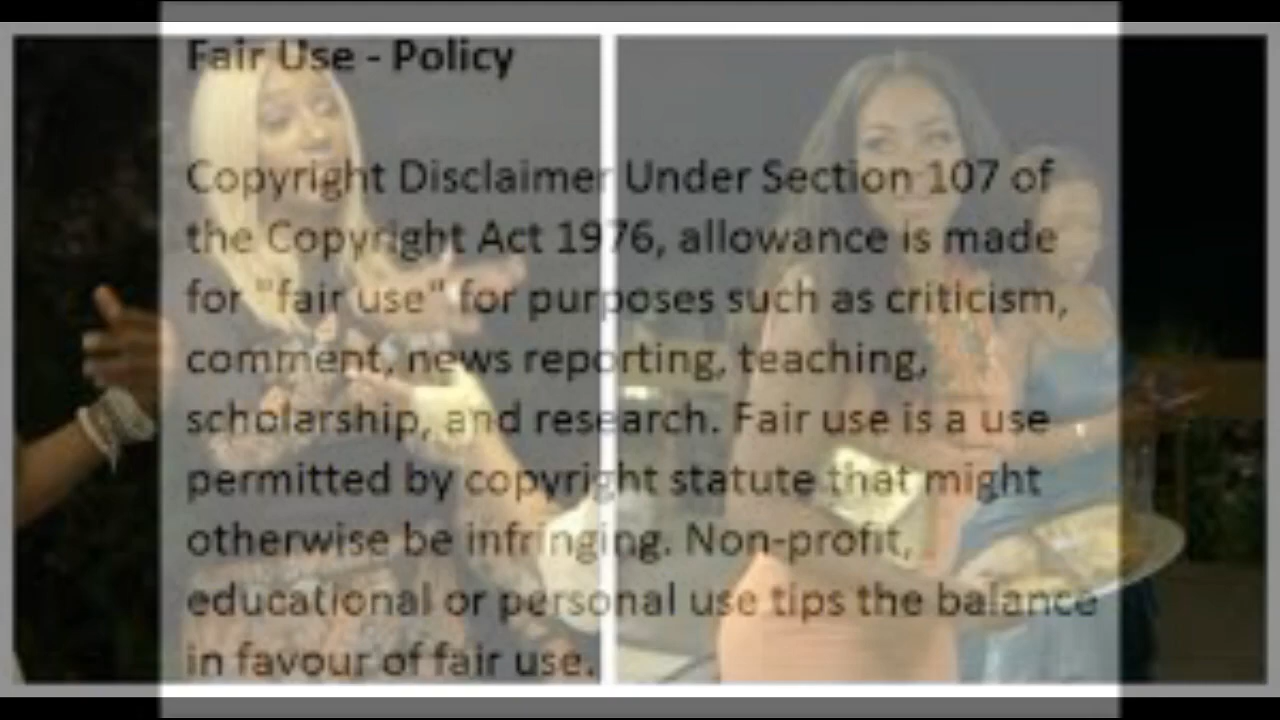 Fair Use - Policy
Copyright Disclaimer Under Section 107 of
the Copyright Act 1976, allowance is made
for "fair use" for purposes such as criticism,
comment, news reporting, teaching,
scholarship, and research. Fair use is a use
permitted by copyright statute that might
otherwise be infringing. Non-profit,
educational or personal use tips the balance
in favour of fair use.